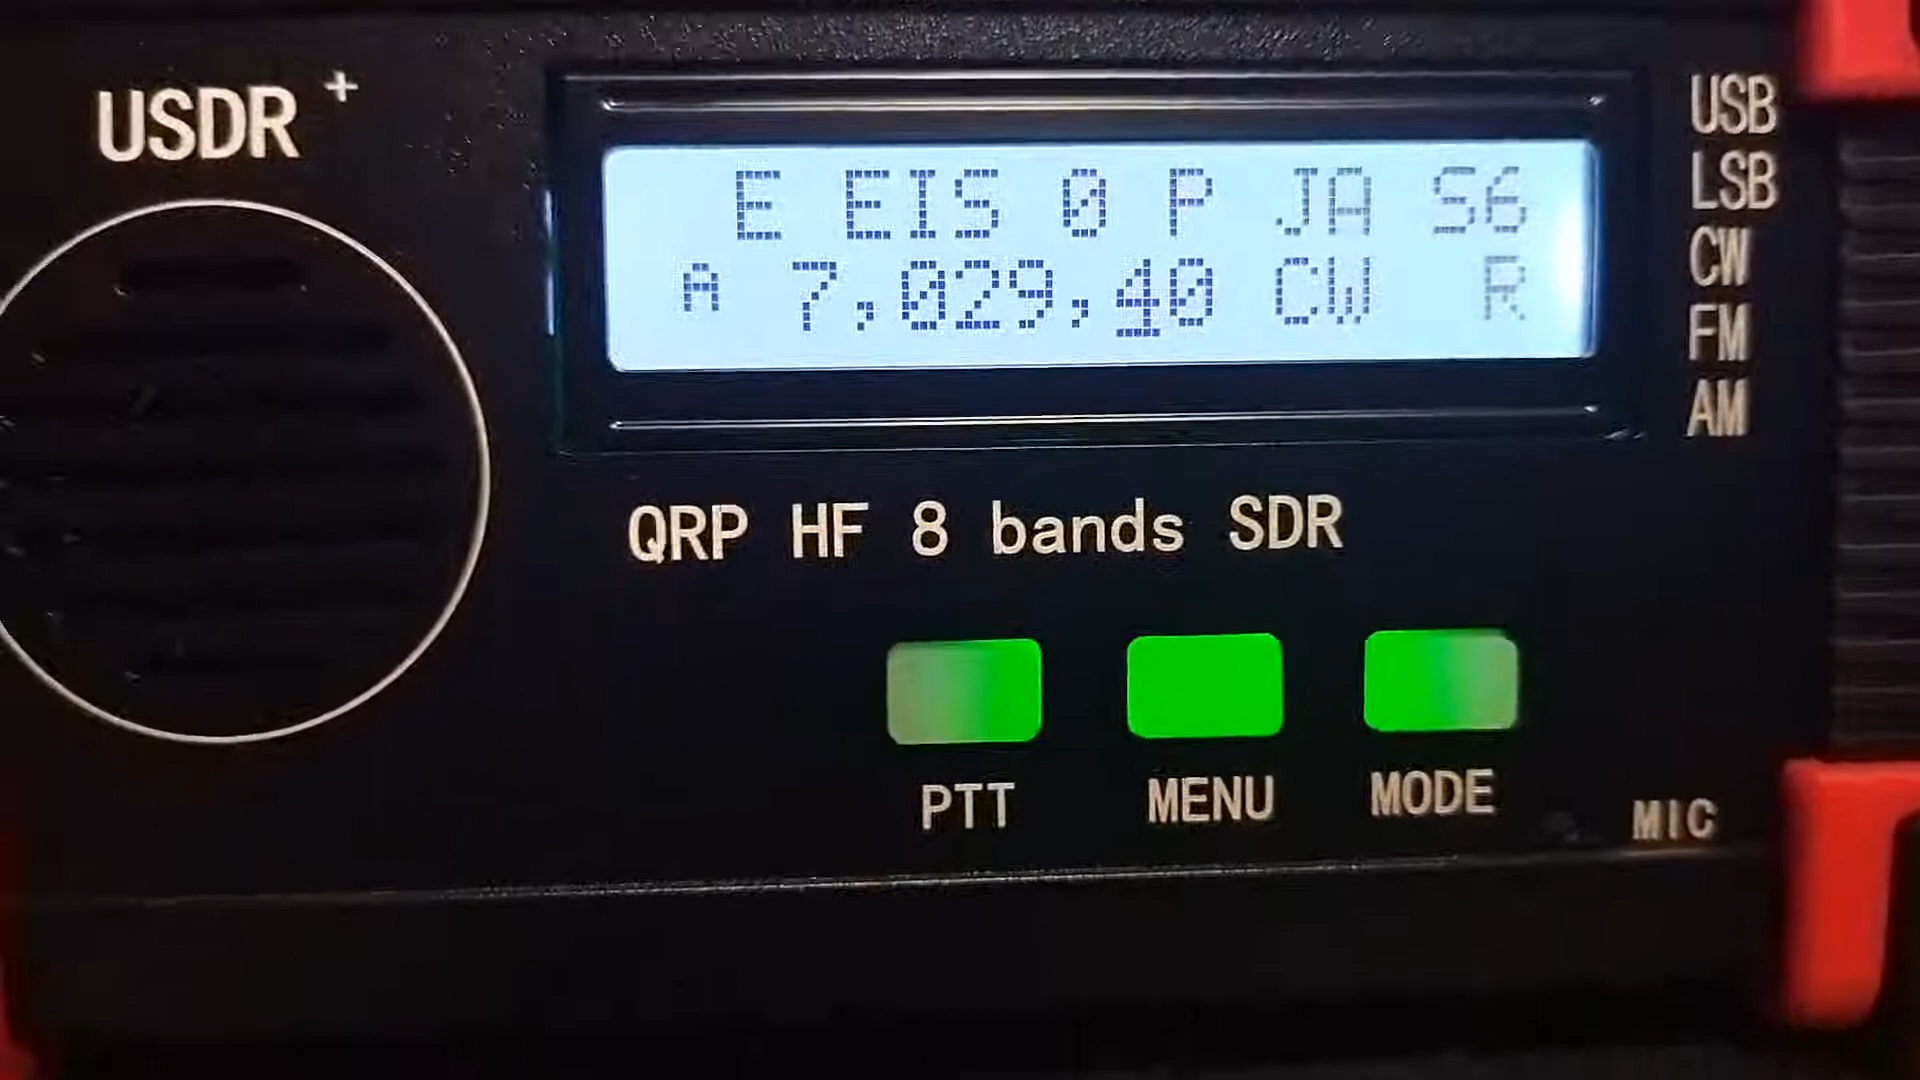 USDR+
E EIS 0 P JA S6
A 7,029,40 CW R
USB
LSB
CW
FM
AM
QRP HF 8 bands SDR
PTT MENU MODE
MIC